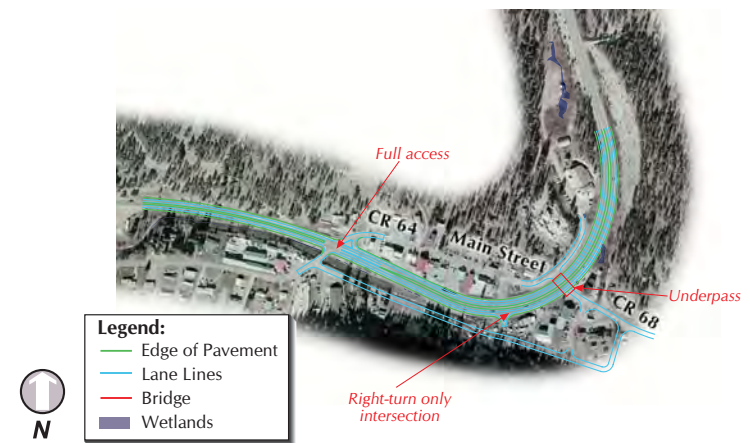 Full access
CR 64
Main Street
Underpass
CR 68
Right-turn only
intersection
Legend:
Edge of Pavement
Lane Lines
Bridge
Wetlands
N